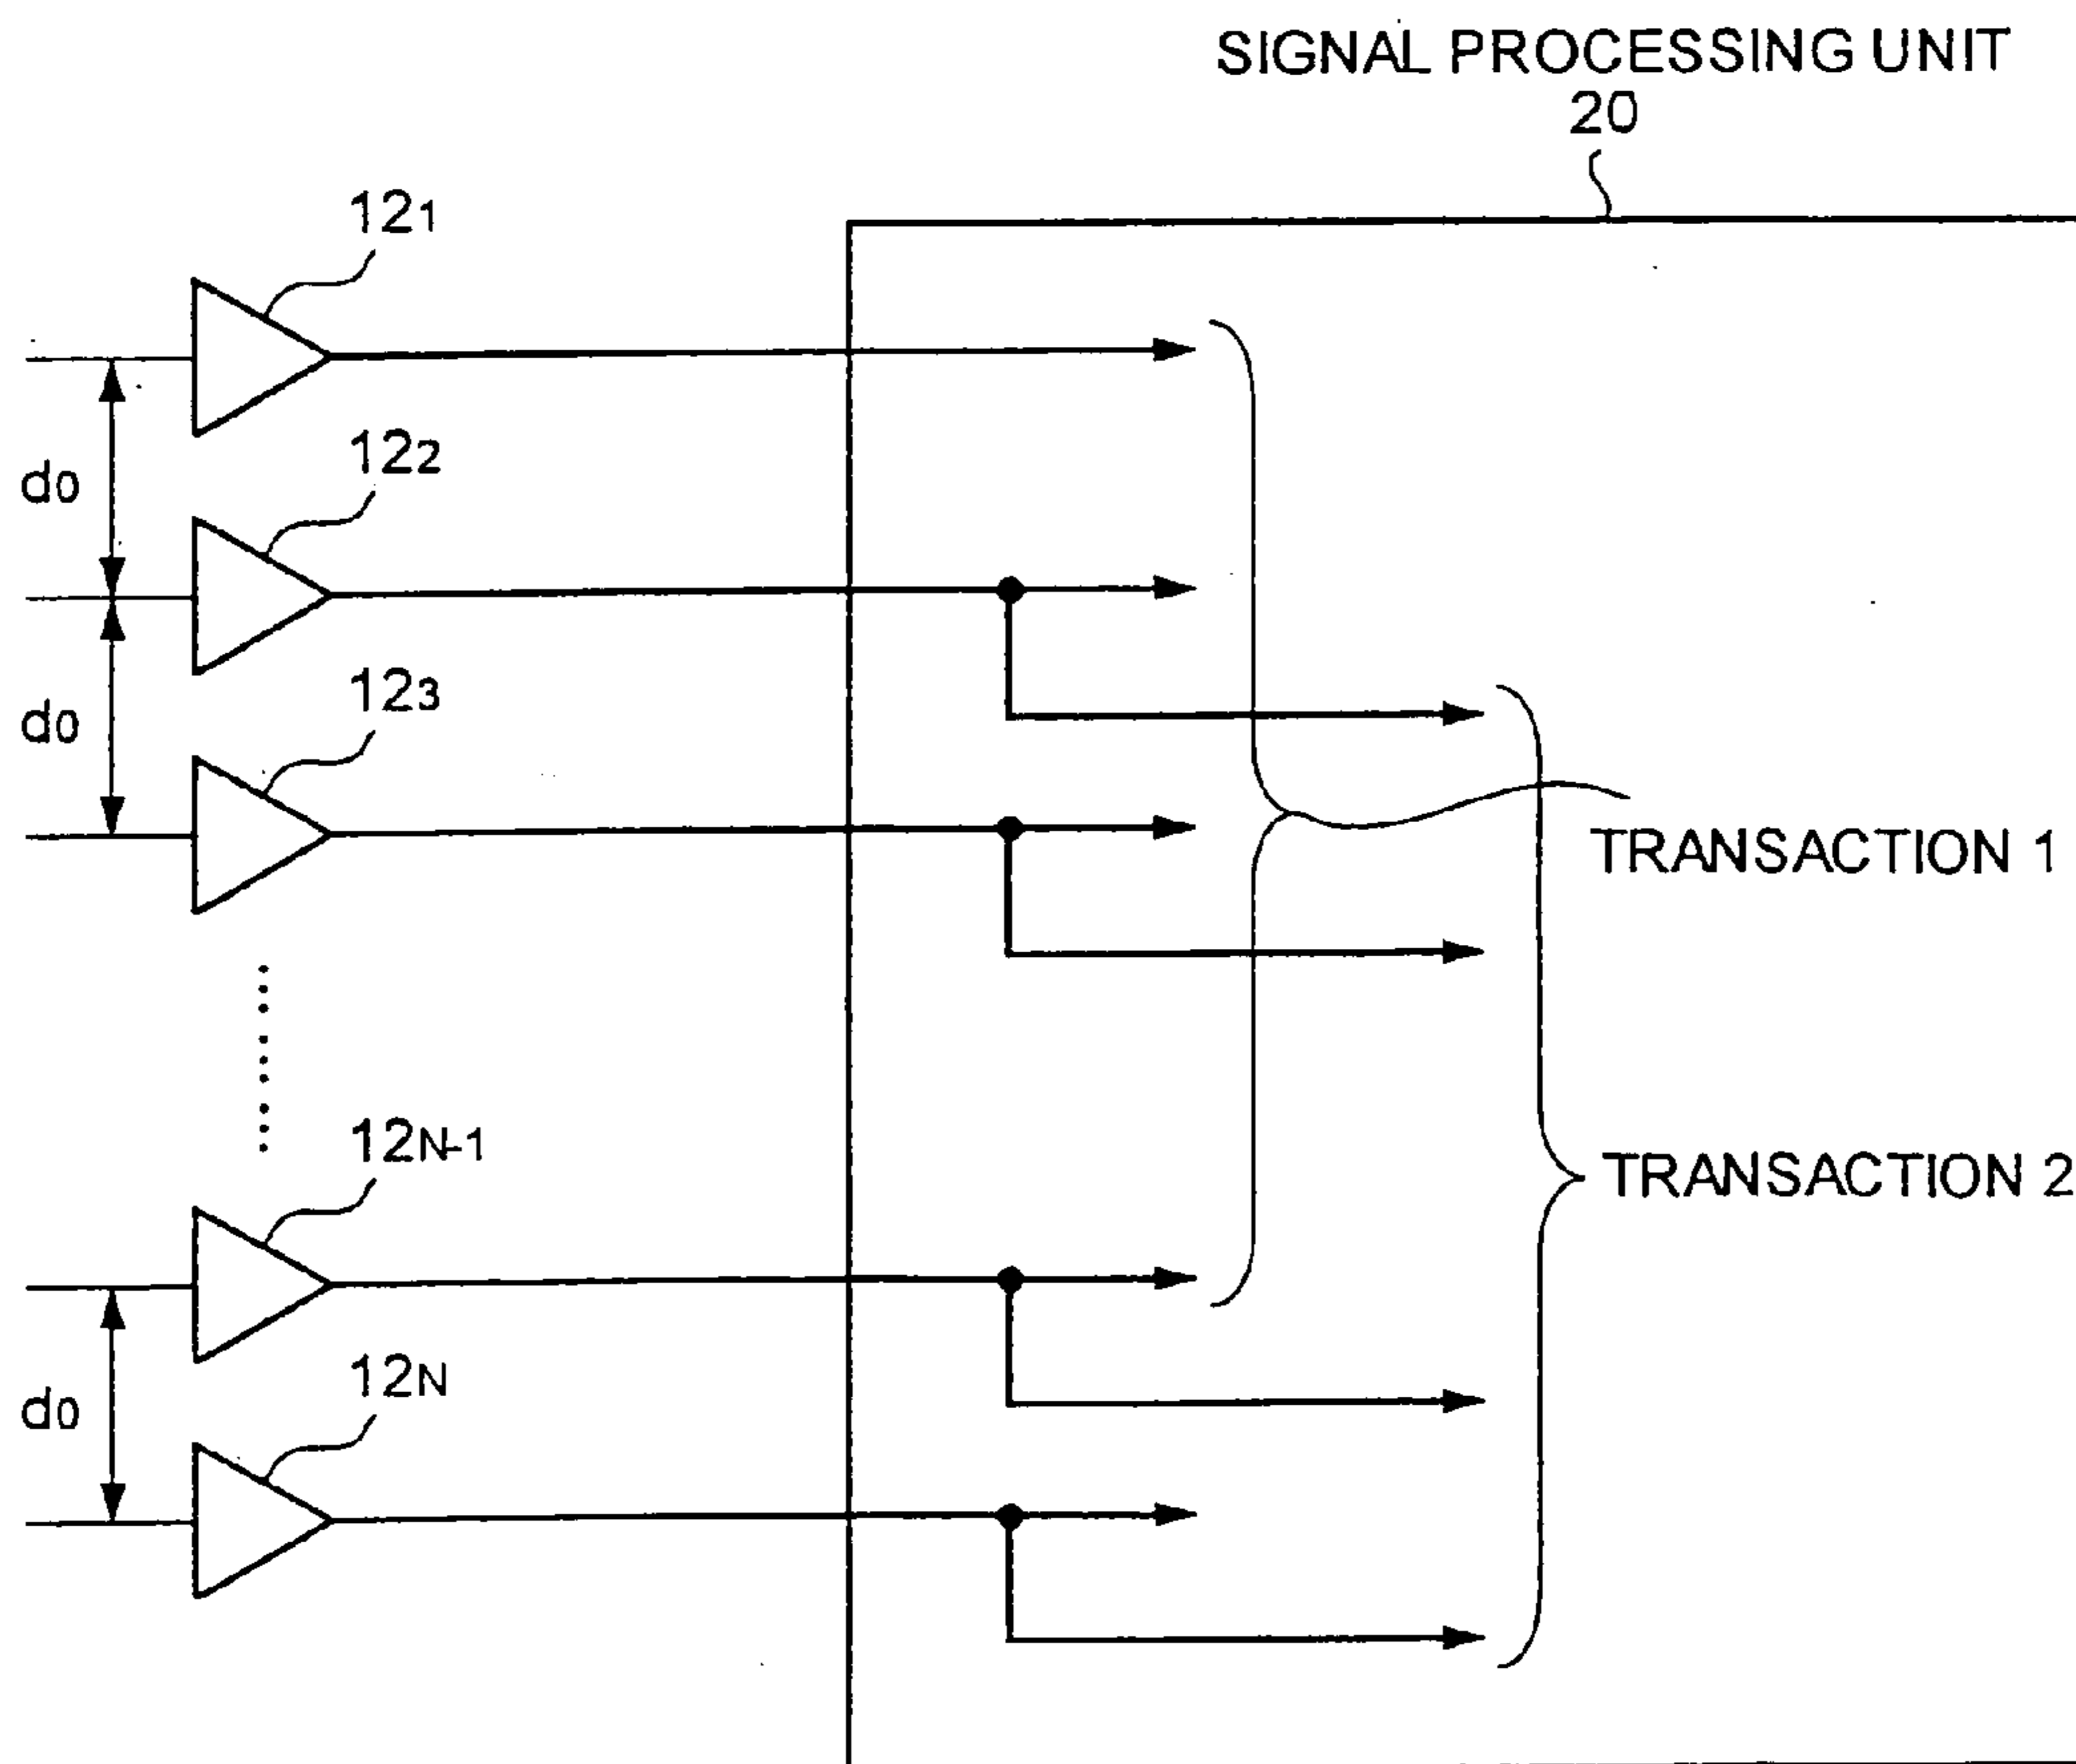 SIGNAL PROCESSING UNIT
20
121
d0
122
d0
123
TRANSACTION 1
12N-1
TRANSACTION 2
d0
12N